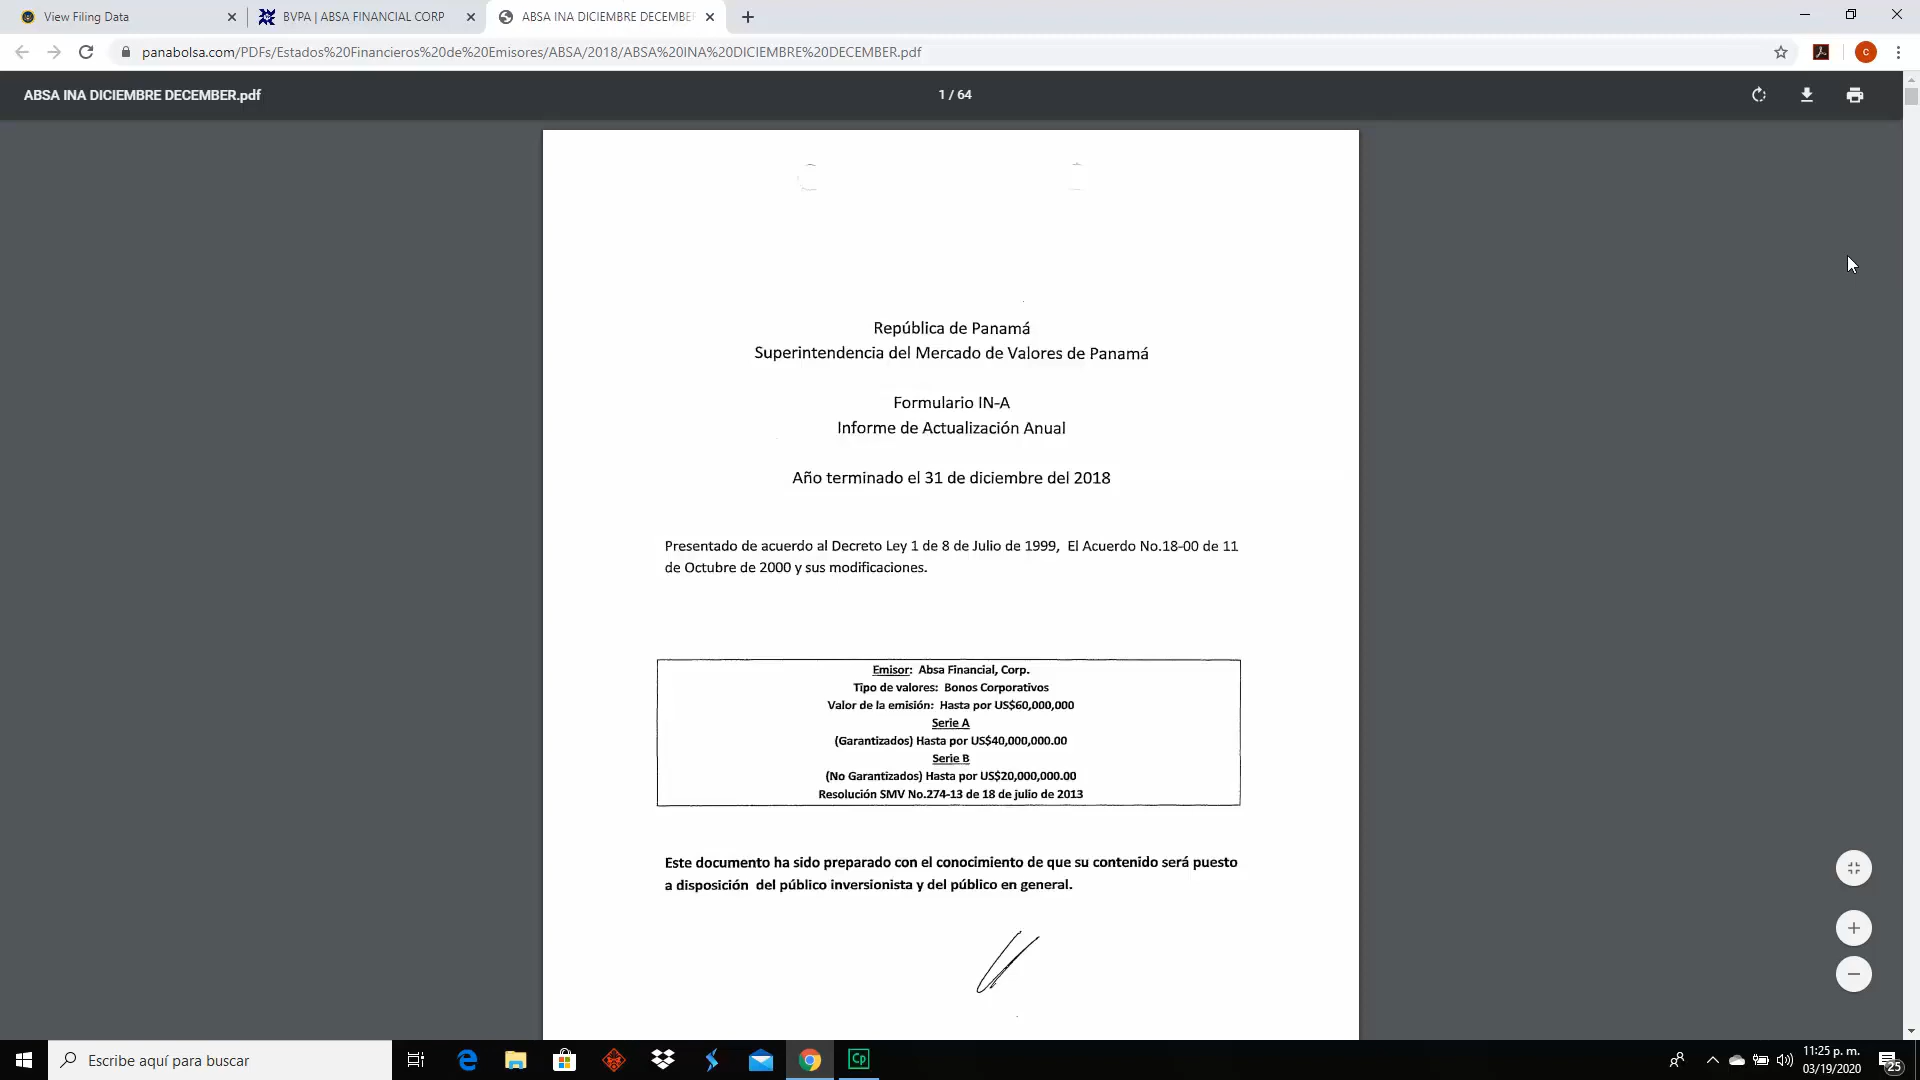 View Filing Data
BVPA | ABSA FINANCIAL CORP
ABSA INA DICIEMBRE DECEMBER
panabolsa.com/PDFs/Estados%20Financieros%20de%20Emisores/ABSA/2018/ABSA%20INA%20DICIEMBRE%20DECEMBER.pdf
C
ABSA INA DICIEMBRE DECEMBER.pdf
1 / 64
República de Panamá
Superintendencia del Mercado de Valores de Panamá
Formulario IN-A
Informe de Actualización Anual
Año terminado el 31 de diciembre del 2018
Presentado de acuerdo al Decreto Ley 1 de 8 de Julio de 1999, El Acuerdo No.18-00 de 11
de Octubre de 2000 y sus modificaciones.
Emisor: Absa Financial, Corp.
Tipo de valores: Bonos Corporativos
Valor de la emisión: Hasta por US$60,000,000
Serie A
(Garantizados) Hasta por US$40,000,000.00
Serie B
(No Garantizados) Hasta por US$20,000,000.00
Resolución SMV No.274-13 de 18 de julio de 2013
Este documento ha sido preparado con el conocimiento de que su contenido será puesto
a disposición del público inversionista y del público en general.
Escribe aquí para buscar
Cp
11:25 p. m.
03/19/2020
25